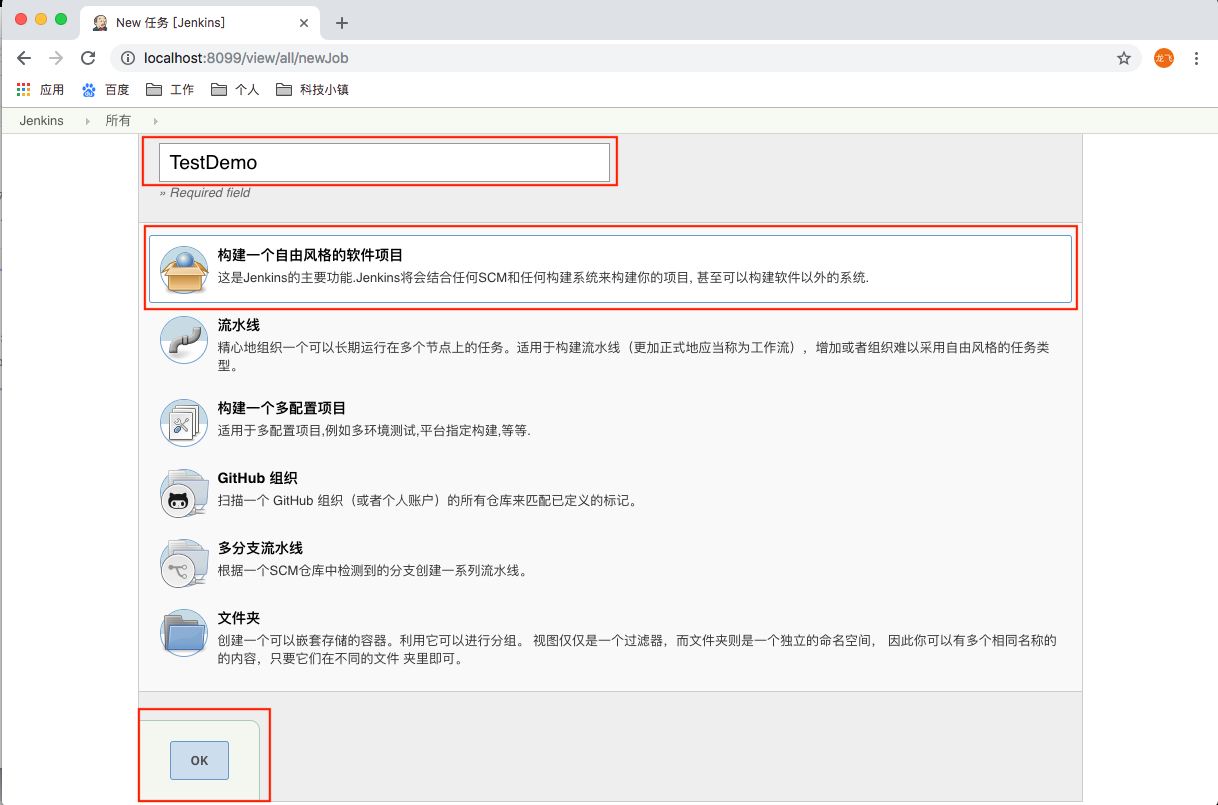 New 任务 [Jenkins]
localhost:8099/view/all/newJob
龙飞
应用 百度 工作 个人 科技小镇
Jenkins 所有
TestDemo
» Required field
构建一个自由风格的软件项目
这是Jenkins的主要功能.Jenkins将会结合任何SCM和任何构建系统来构建你的项目, 甚至可以构建软件以外的系统.
流水线
精心地组织一个可以长期运行在多个节点上的任务。适用于构建流水线（更加正式地应当称为工作流），增加或者组织难以采用自由风格的任务类
型。
构建一个多配置项目
适用于多配置项目,例如多环境测试,平台指定构建,等等.
GitHub 组织
扫描一个 GitHub 组织（或者个人账户）的所有仓库来匹配已定义的标记。
多分支流水线
根据一个SCM仓库中检测到的分支创建一系列流水线。
文件夹
创建一个可以嵌套存储的容器。利用它可以进行分组。 视图仅仅是一个过滤器，而文件夹则是一个独立的命名空间， 因此你可以有多个相同名称的
的内容，只要它们在不同的文件 夹里即可。
OK